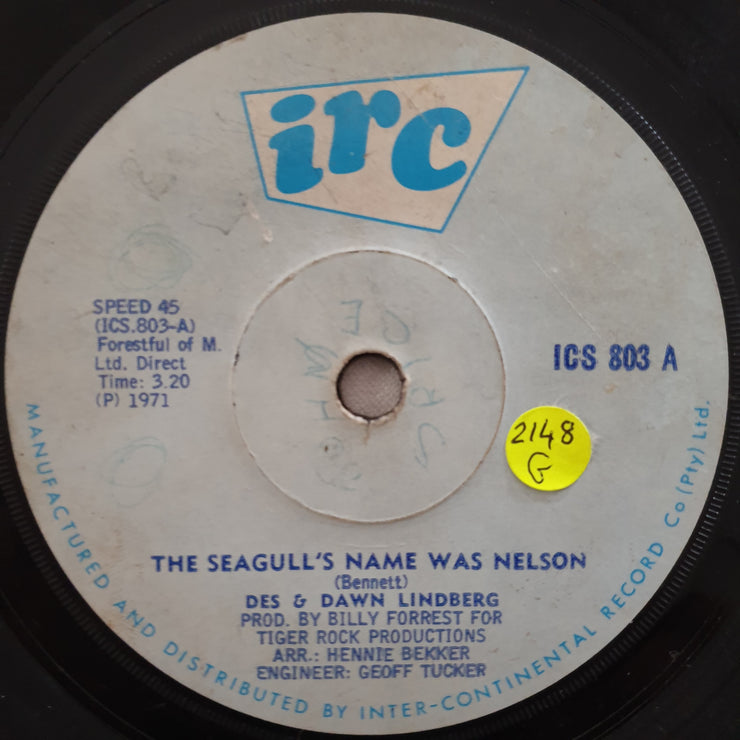 irc
SPEED 45
(ICS.803-A)
Forestful of M.
Ltd. Direct
Time: 3.20
(P) 1971
ICS 803 A
2148
G
THE SEAGULL'S NAME WAS NELSON
(Bennett)
DES & DAWN LINDBERG
PROD. BY BILLY FORREST FOR
TIGER ROCK PRODUCTIONS
ARR.: HENNIE BEKKER
ENGINEER: GEOFF TUCKER
MANUFACTURED AND DISTRIBUTED BY INTER-CONTINENTAL RECORD Co (Pty) Ltd.